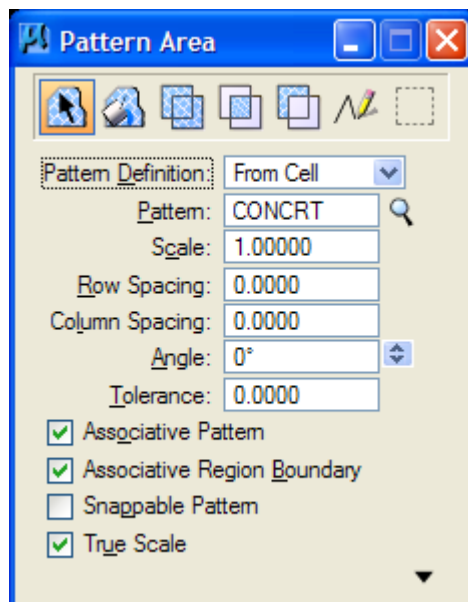 Pattern Area
Pattern Definition: From Cell
Pattern: CONCRT
Scale: 1.00000
Row Spacing: 0.0000
Column Spacing: 0.0000
Angle: 0°
Tolerance: 0.0000
Associative Pattern
Associative Region Boundary
Snappable Pattern
True Scale